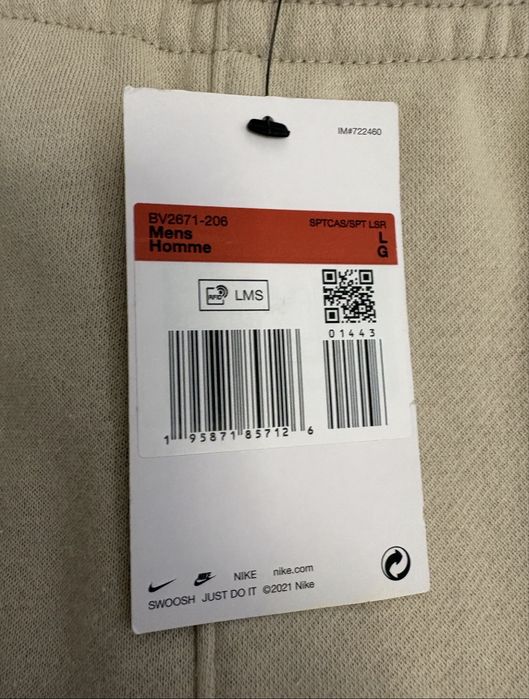 IM#722460
BV2671-206 SPTCAS/SPT LSR
Mens L
Homme G
RFID LMS
01443
1 95871 85712 6
NIKE nike.com
SWOOSH JUST DO IT ©2021 Nike